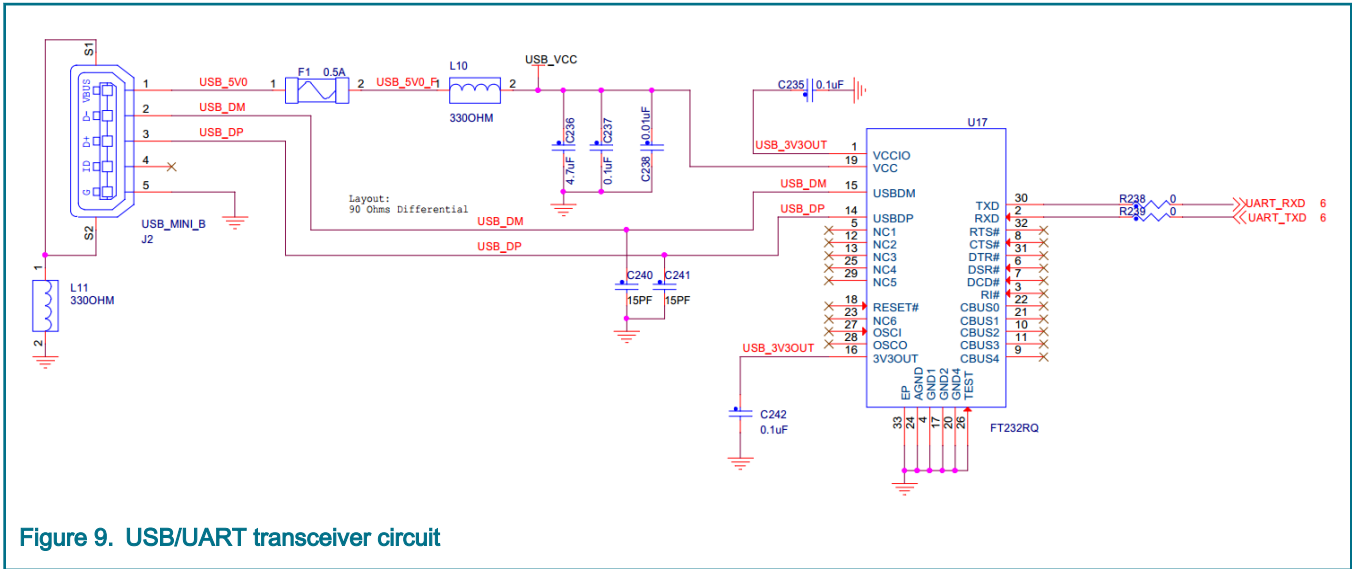 S1
VBUS
D-
D+
ID
G
S2
1
2
3
4
5
USB_MINI_B
J2
USB_5V0
USB_DM
USB_DP
1
F1 0.5A
2
USB_5V0_F
1
L10
2
330OHM
USB_VCC
C236
4.7uF
C237
0.1uF
C238
0.01uF
C235
0.1uF
USB_3V3OUT
USB_DM
USB_DP
Layout:
90 Ohms Differential
USB_DM
USB_DP
C240
15PF
C241
15PF
1
L11
330OHM
2
USB_3V3OUT
C242
0.1uF
U17
1 VCCIO
19 VCC
15 USBDM
14 USBDP
5 NC1
12 NC2
13 NC3
25 NC4
29 NC5
18 RESET#
23 NC6
27 OSCI
28 OSCO
16 3V3OUT
TXD 30
RXD 2
RTS# 32
CTS# 8
DTR# 31
DSR# 6
DCD# 7
RI# 3
CBUS0 22
CBUS1 21
CBUS2 10
CBUS3 11
CBUS4 9
EP
AGND
GND1
GND2
GND4
TEST
33
24
4
17
20
26
FT232RQ
R238 0
R239 0
UART_RXD 6
UART_TXD 6
Figure 9. USB/UART transceiver circuit